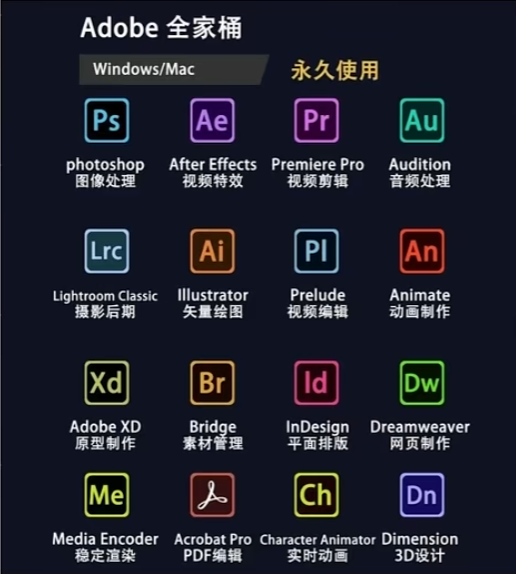 Adobe 全家桶
Windows/Mac 永久使用
Ps Ae Pr Au
photoshop After Effects Premiere Pro Audition
图像处理 视频特效 视频剪辑 音频处理
Lrc Ai Pl An
Lightroom Classic Illustrator Prelude Animate
摄影后期 矢量绘图 视频编辑 动画制作
Xd Br Id Dw
Adobe XD Bridge InDesign Dreamweaver
原型制作 素材管理 平面排版 网页制作
Me Ch Dn
Media Encoder Acrobat Pro Character Animator Dimension
稳定渲染 PDF编辑 实时动画 3D设计